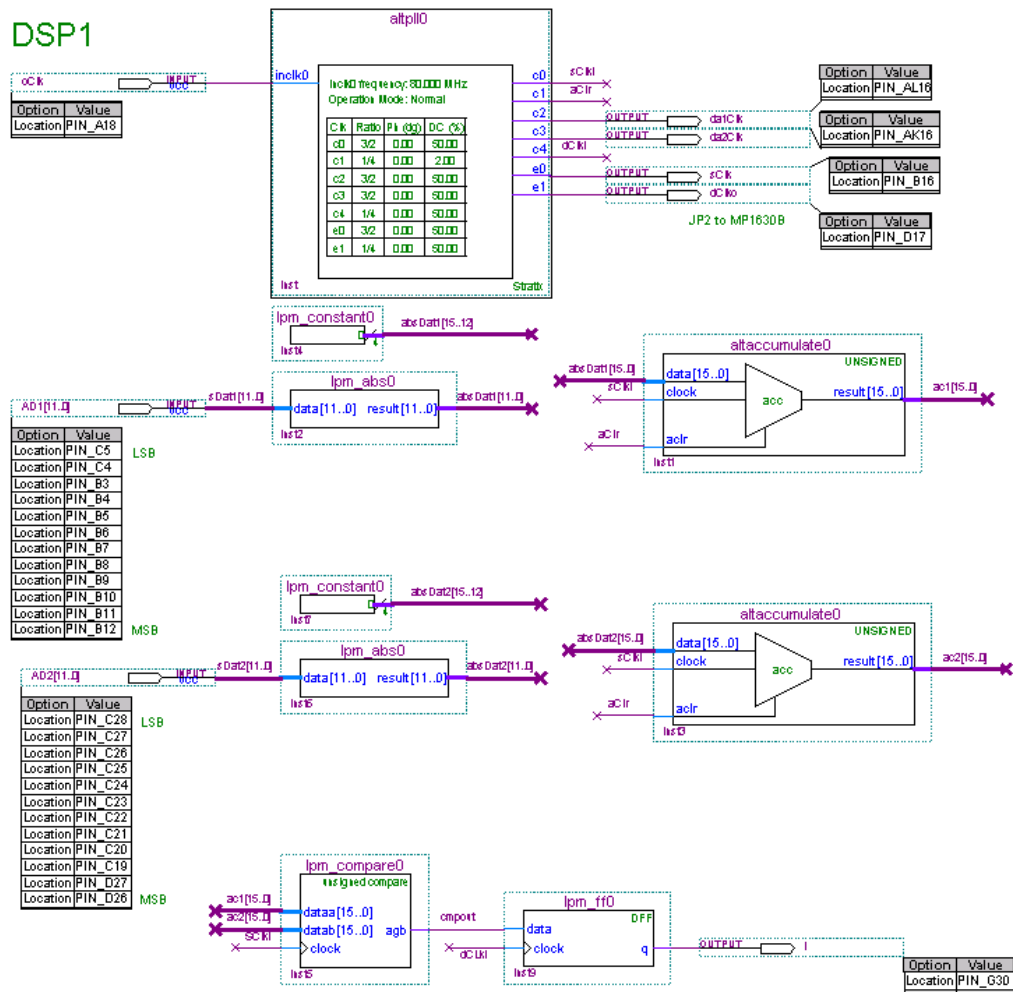 DSP1
altpll0
oClk
INPUT
VCC
Option Value
Location PIN_A18
inclk0
Inclk0 frequency: 80.000 MHz
Operation Mode: Normal
Clk Ratio Ph (dg) DC (%)
c0 3/2 0.00 50.00
c1 1/4 0.00 2.00
c2 3/2 0.00 50.00
c3 3/2 0.00 50.00
c4 1/4 0.00 50.00
e0 3/2 0.00 50.00
e1 1/4 0.00 50.00
c0
c1
c2
c3
c4
e0
e1
inst
Stratix
sClkl
aClr
OUTPUT da1Clk
OUTPUT da2Clk
dClkl
OUTPUT sClk
OUTPUT dClko
JP2 to MP1630B
Option Value
Location PIN_AL16
Option Value
Location PIN_AK16
Option Value
Location PIN_B16
Option Value
Location PIN_D17
lpm_constant0
absDat1[15..12]
4
inst4
lpm_abs0
AD1[11..0]
INPUT
VCC
sDat1[11..0]
data[11..0] result[11..0]
absDat1[11..0]
inst2
altaccumulate0
UNSIGNED
absDat1[15..0]
data[15..0]
sClkl
clock
acc
result[15..0]
ac1[15..0]
aClr
aclr
inst1
Option Value
Location PIN_C5
LSB
Location PIN_C4
Location PIN_B3
Location PIN_B4
Location PIN_B5
Location PIN_B6
Location PIN_B7
Location PIN_B8
Location PIN_B9
Location PIN_B10
Location PIN_B11
Location PIN_B12
MSB
lpm_constant0
absDat2[15..12]
4
inst7
lpm_abs0
AD2[11..0]
INPUT
VCC
sDat2[11..0]
data[11..0] result[11..0]
absDat2[11..0]
inst6
altaccumulate0
UNSIGNED
absDat2[15..0]
data[15..0]
sClkl
clock
acc
result[15..0]
ac2[15..0]
aClr
aclr
inst3
Option Value
Location PIN_C28
LSB
Location PIN_C27
Location PIN_C26
Location PIN_C25
Location PIN_C24
Location PIN_C23
Location PIN_C22
Location PIN_C21
Location PIN_C20
Location PIN_C19
Location PIN_D27
Location PIN_D26
MSB
lpm_compare0
unsigned compare
ac1[15..0]
dataa[15..0]
ac2[15..0]
datab[15..0]
agb
SClkl
clock
inst5
cmpout
lpm_ff0
DFF
data
dCLkl
clock
q
inst9
OUTPUT
Option Value
Location PIN_G30